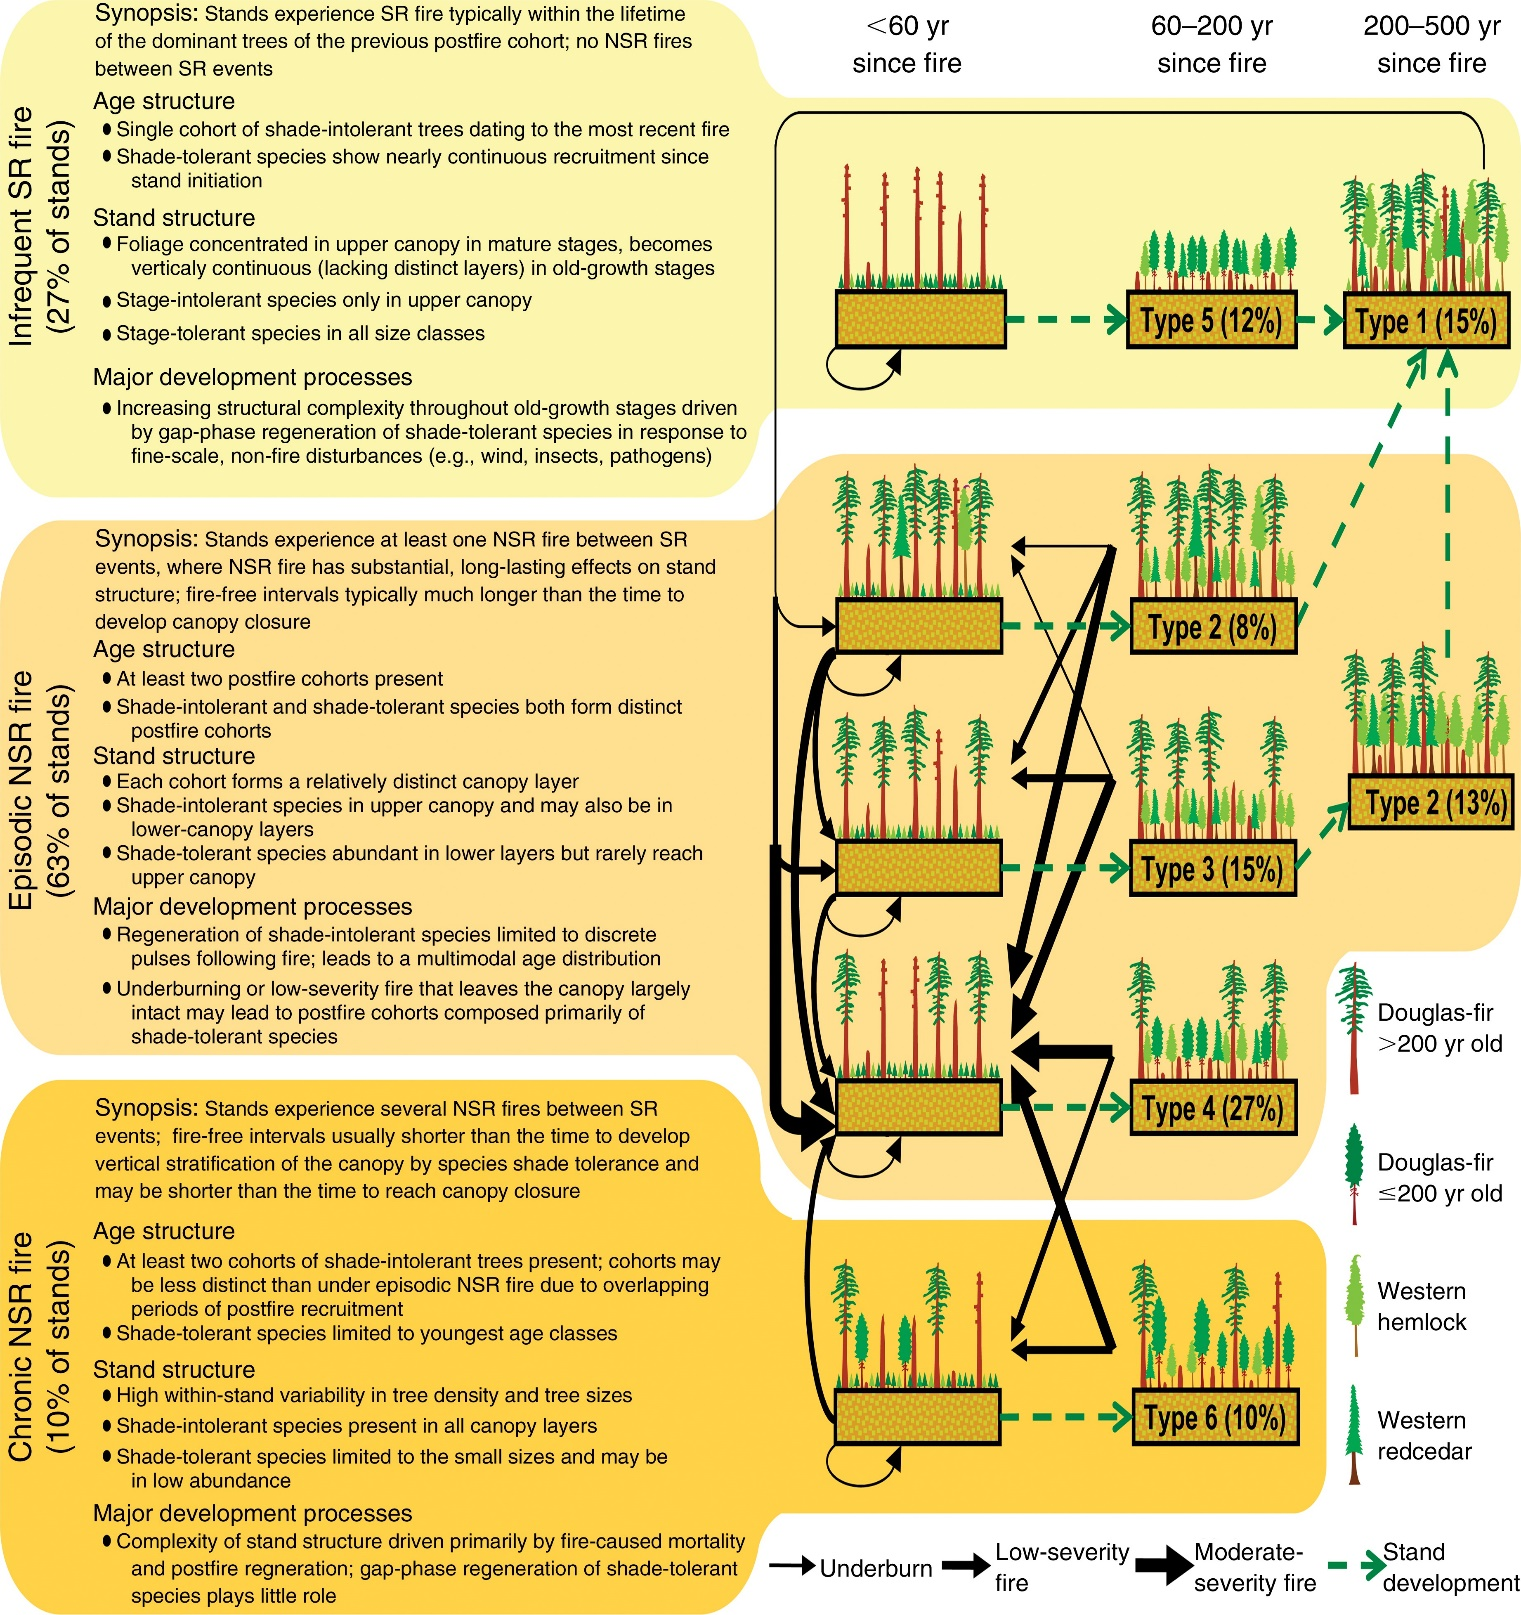 Infrequent SR fire
(27% of stands)
Synopsis: Stands experience SR fire typically within the lifetime
of the dominant trees of the previous postfire cohort; no NSR fires
between SR events
Age structure
• Single cohort of shade-intolerant trees dating to the most recent fire
• Shade-tolerant species show nearly continuous recruitment since
stand initiation
Stand structure
• Foliage concentrated in upper canopy in mature stages, becomes
verticaly continuous (lacking distinct layers) in old-growth stages
• Stage-intolerant species only in upper canopy
• Stage-tolerant species in all size classes
Major development processes
• Increasing structural complexity throughout old-growth stages driven
by gap-phase regeneration of shade-tolerant species in response to
fine-scale, non-fire disturbances (e.g., wind, insects, pathogens)
<60 yr
since fire
60–200 yr
since fire
200–500 yr
since fire
Type 5 (12%)
Type 1 (15%)
Episodic NSR fire
(63% of stands)
Synopsis: Stands experience at least one NSR fire between SR
events, where NSR fire has substantial, long-lasting effects on stand
structure; fire-free intervals typically much longer than the time to
develop canopy closure
Age structure
• At least two postfire cohorts present
• Shade-intolerant and shade-tolerant species both form distinct
postfire cohorts
Stand structure
• Each cohort forms a relatively distinct canopy layer
• Shade-intolerant species in upper canopy and may also be in
lower-canopy layers
• Shade-tolerant species abundant in lower layers but rarely reach
upper canopy
Major development processes
• Regeneration of shade-intolerant species limited to discrete
pulses following fire; leads to a multimodal age distribution
• Underburning or low-severity fire that leaves the canopy largely
intact may lead to postfire cohorts composed primarily of
shade-tolerant species
Type 2 (8%)
Type 2 (13%)
Type 3 (15%)
Type 4 (27%)
Chronic NSR fire
(10% of stands)
Synopsis: Stands experience several NSR fires between SR
events; fire-free intervals usually shorter than the time to develop
vertical stratification of the canopy by species shade tolerance and
may be shorter than the time to reach canopy closure
Age structure
• At least two cohorts of shade-intolerant trees present; cohorts may
be less distinct than under episodic NSR fire due to overlapping
periods of postfire recruitment
• Shade-tolerant species limited to youngest age classes
Stand structure
• High within-stand variability in tree density and tree sizes
• Shade-intolerant species present in all canopy layers
• Shade-tolerant species limited to the small sizes and may be
in low abundance
Major development processes
• Complexity of stand structure driven primarily by fire-caused mortality
and postfire regneration; gap-phase regeneration of shade-tolerant
species plays little role
Type 6 (10%)
Douglas-fir
>200 yr old
Douglas-fir
≤200 yr old
Western
hemlock
Western
redcedar
Underburn
Low-severity
fire
Moderate-
severity fire
Stand
development